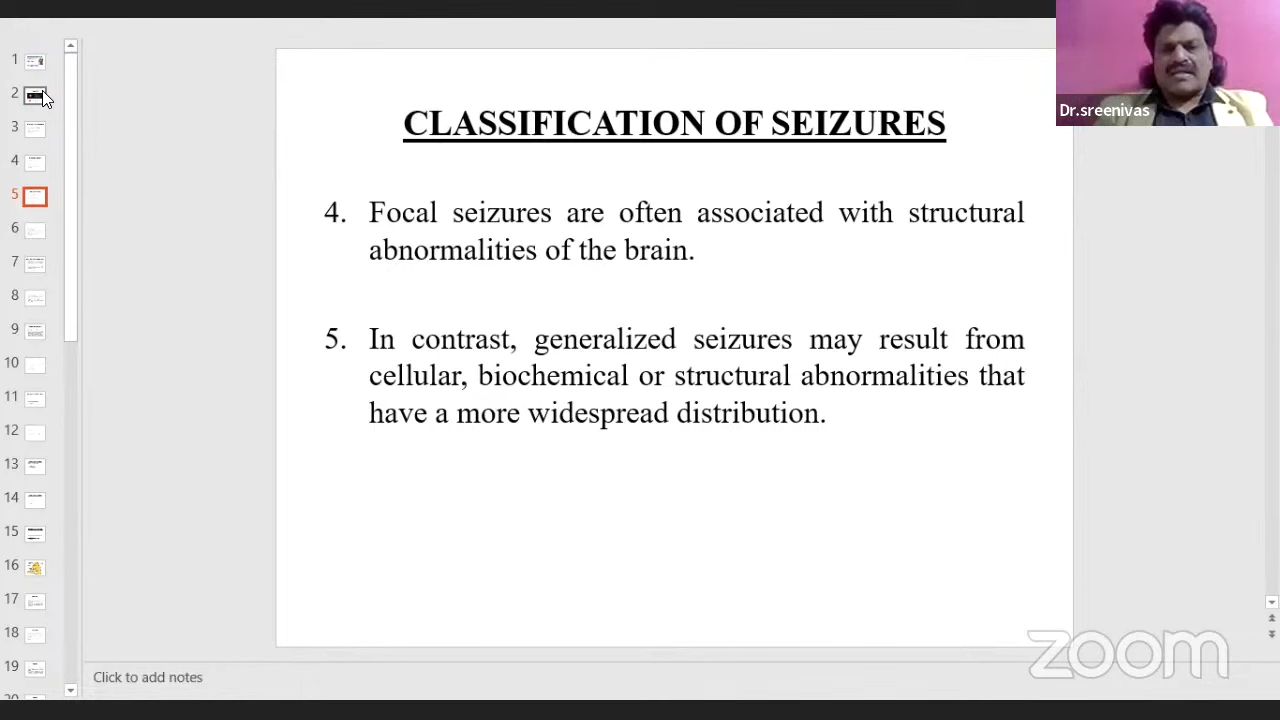 Dr.sreenivas
CLASSIFICATION OF SEIZURES
4. Focal seizures are often associated with structural
abnormalities of the brain.
5. In contrast, generalized seizures may result from
cellular, biochemical or structural abnormalities that
have a more widespread distribution.
1
2
3
4
5
6
7
8
9
10
11
12
13
14
15
16
17
18
19
Click to add notes
zoom